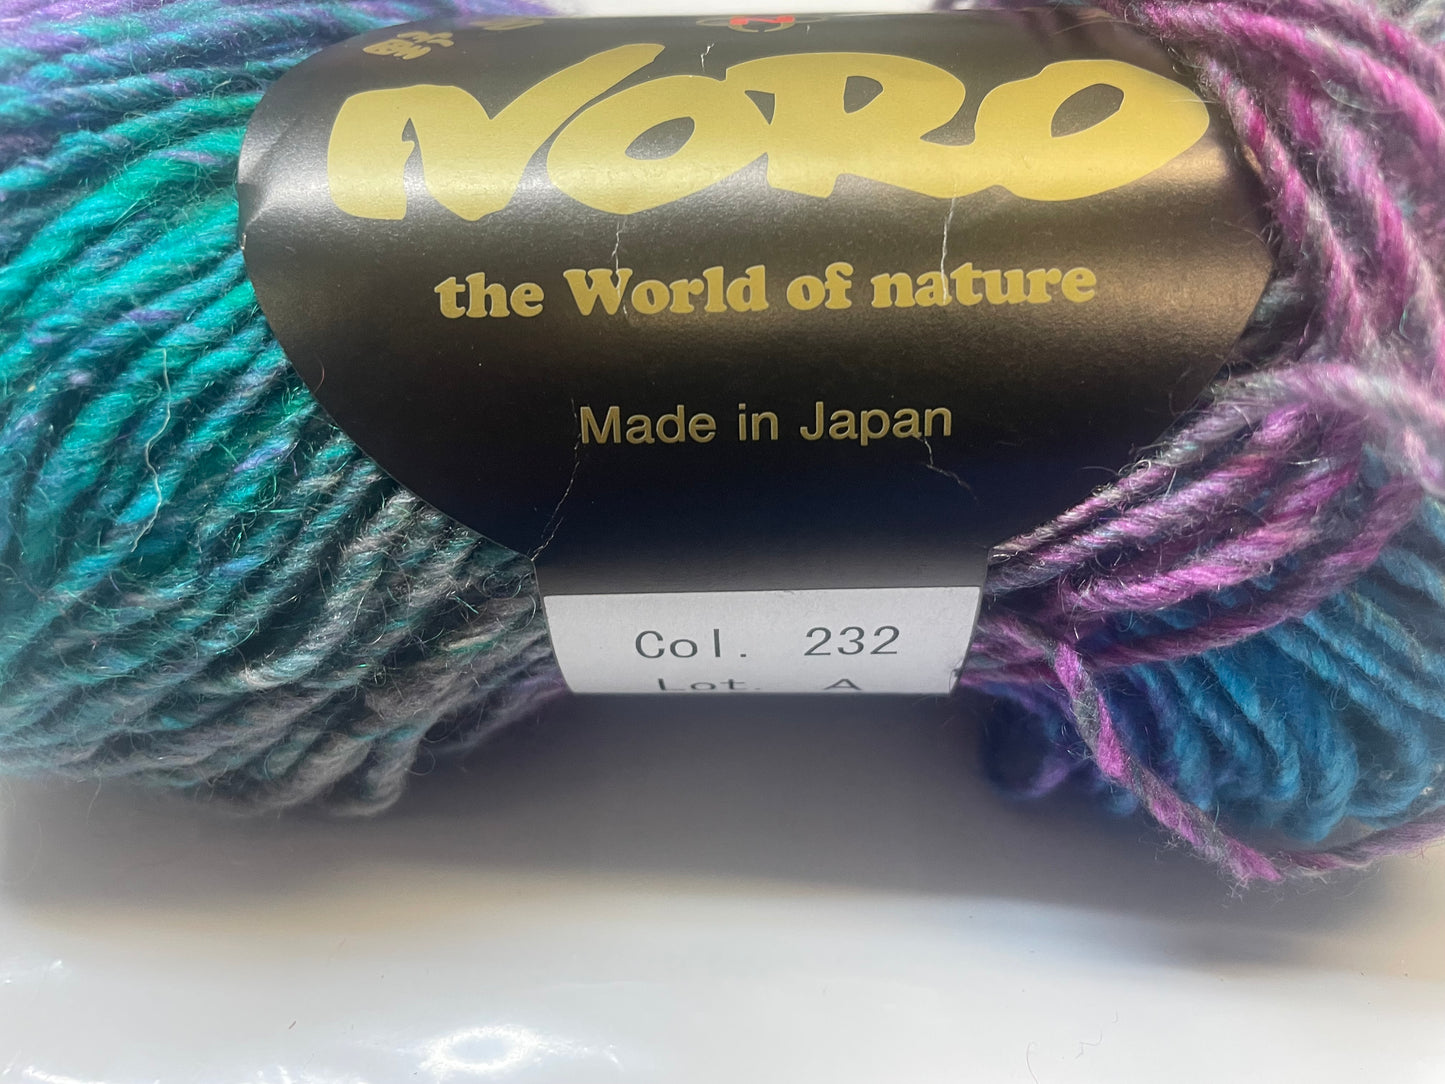 NORO
the World of nature
Made in Japan
Col. 232
Lot. A